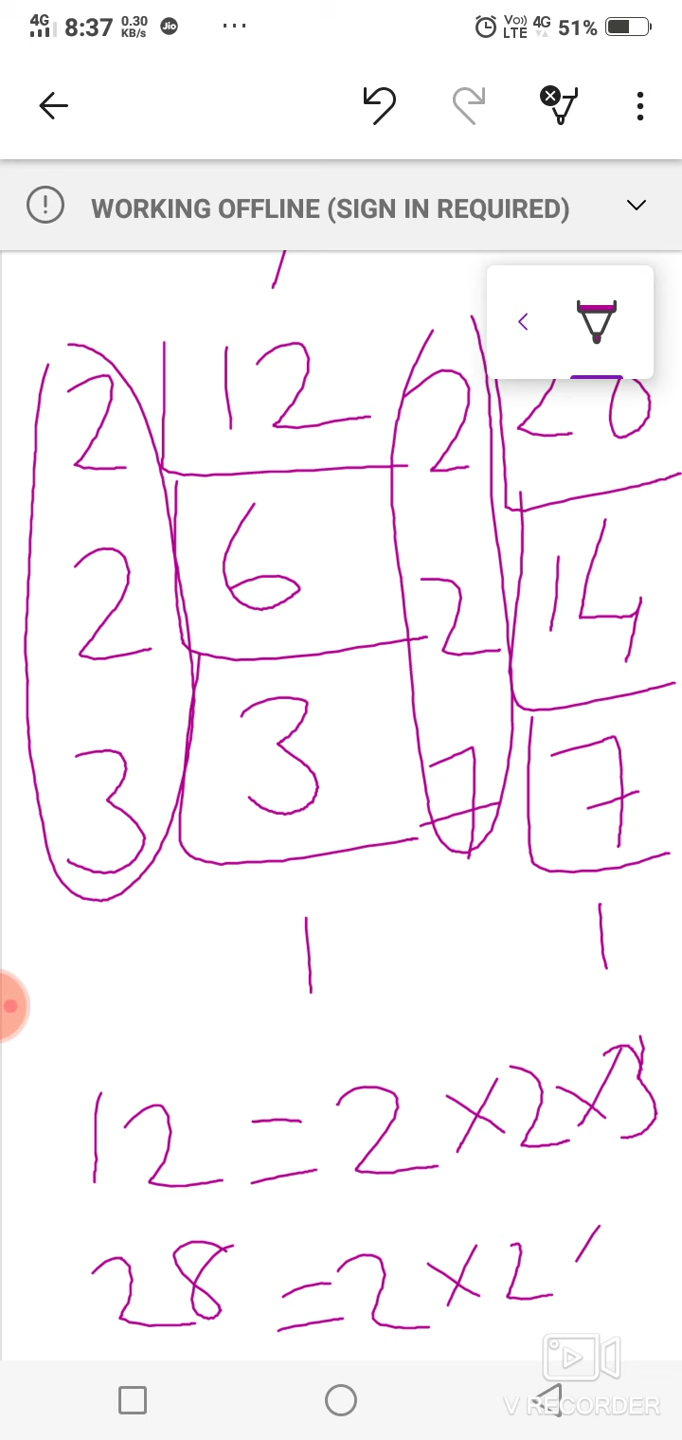 4G 8:37 0.30 KB/s Jio ... Vo) LTE 4G 51%
WORKING OFFLINE (SIGN IN REQUIRED)
2 12 2 28
2 6 2 14
3 3 7 7
1 1
12 = 2 × 2 × 3
28 = 2 × 2
V RECORDER